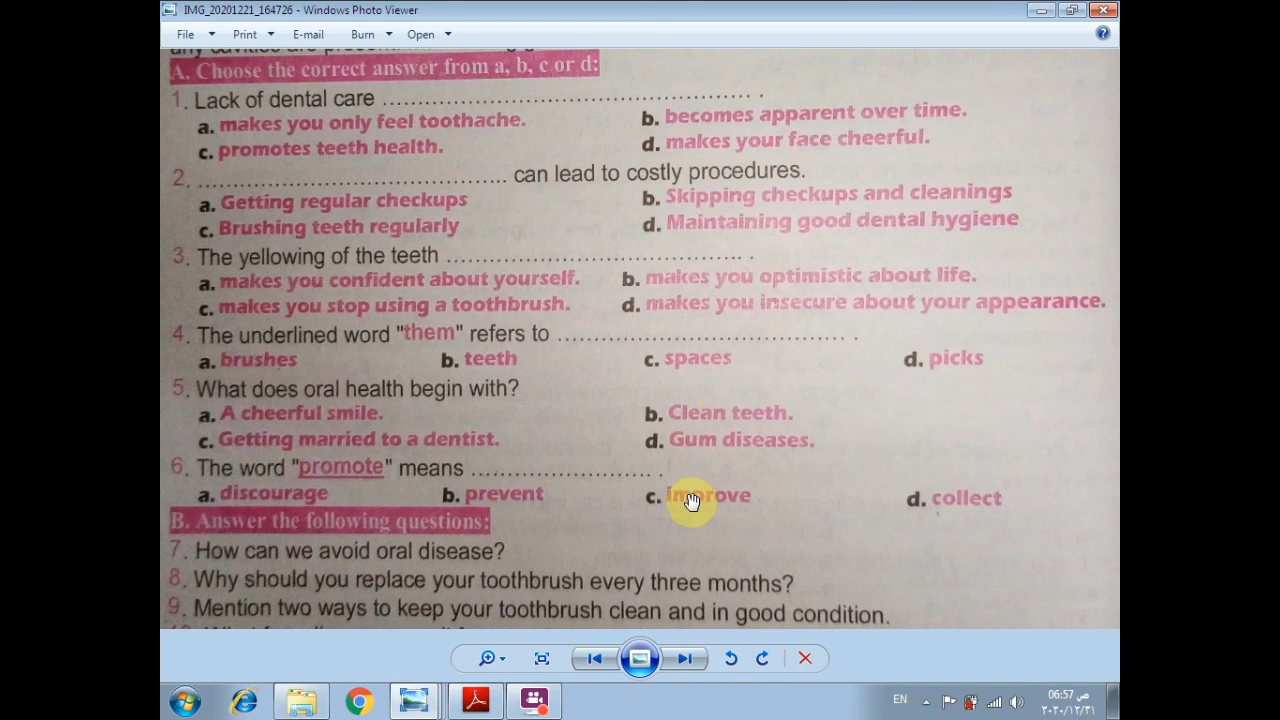 IMG_20201221_164726 - Windows Photo Viewer
File Print E-mail Burn Open
A. Choose the correct answer from a, b, c or d:
1. Lack of dental care .................................................. .
a. makes you only feel toothache. b. becomes apparent over time.
c. promotes teeth health. d. makes your face cheerful.
2. ........................................... can lead to costly procedures.
a. Getting regular checkups b. Skipping checkups and cleanings
c. Brushing teeth regularly d. Maintaining good dental hygiene
3. The yellowing of the teeth ......................................... .
a. makes you confident about yourself. b. makes you optimistic about life.
c. makes you stop using a toothbrush. d. makes you insecure about your appearance.
4. The underlined word "them" refers to ........................................ .
a. brushes b. teeth c. spaces d. picks
5. What does oral health begin with?
a. A cheerful smile. b. Clean teeth.
c. Getting married to a dentist. d. Gum diseases.
6. The word "promote" means ......................... .
a. discourage b. prevent c. improve d. collect
B. Answer the following questions:
7. How can we avoid oral disease?
8. Why should you replace your toothbrush every three months?
9. Mention two ways to keep your toothbrush clean and in good condition.
EN
06:57 ص
٢٠٢٠/١٢/٣١